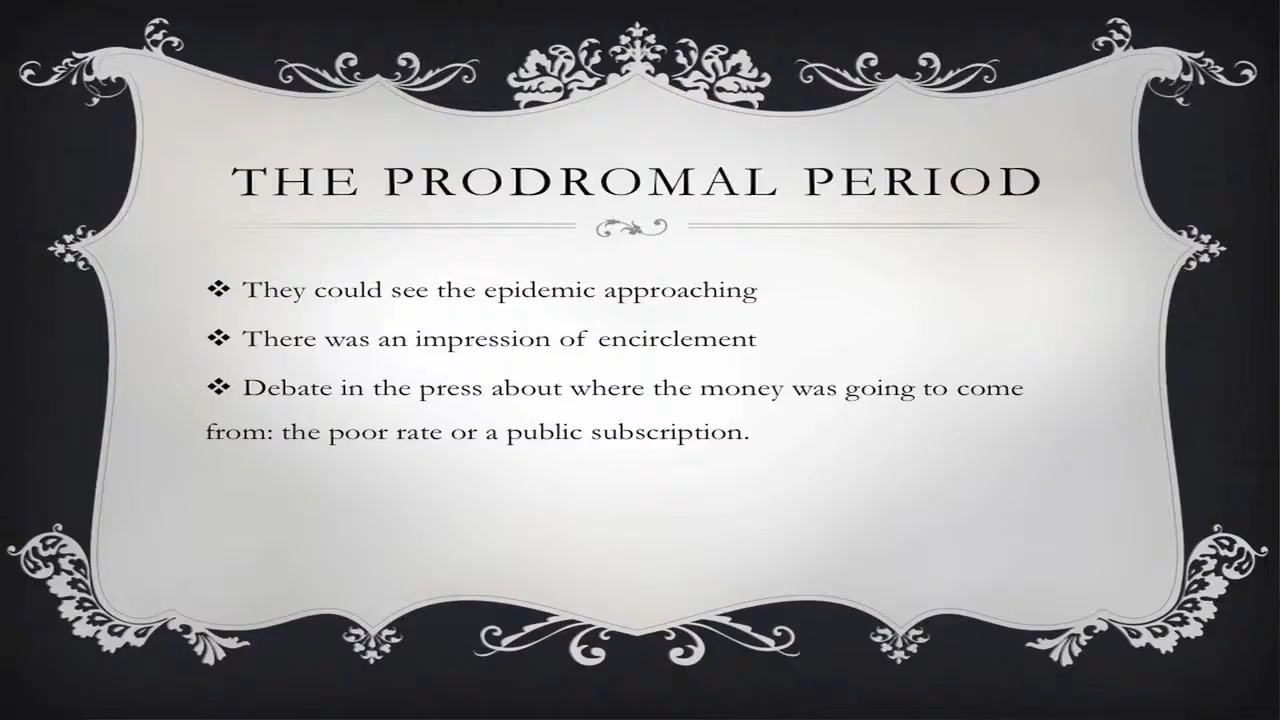 THE PRODROMAL PERIOD
❖ They could see the epidemic approaching
❖ There was an impression of encirclement
❖ Debate in the press about where the money was going to come
from: the poor rate or a public subscription.